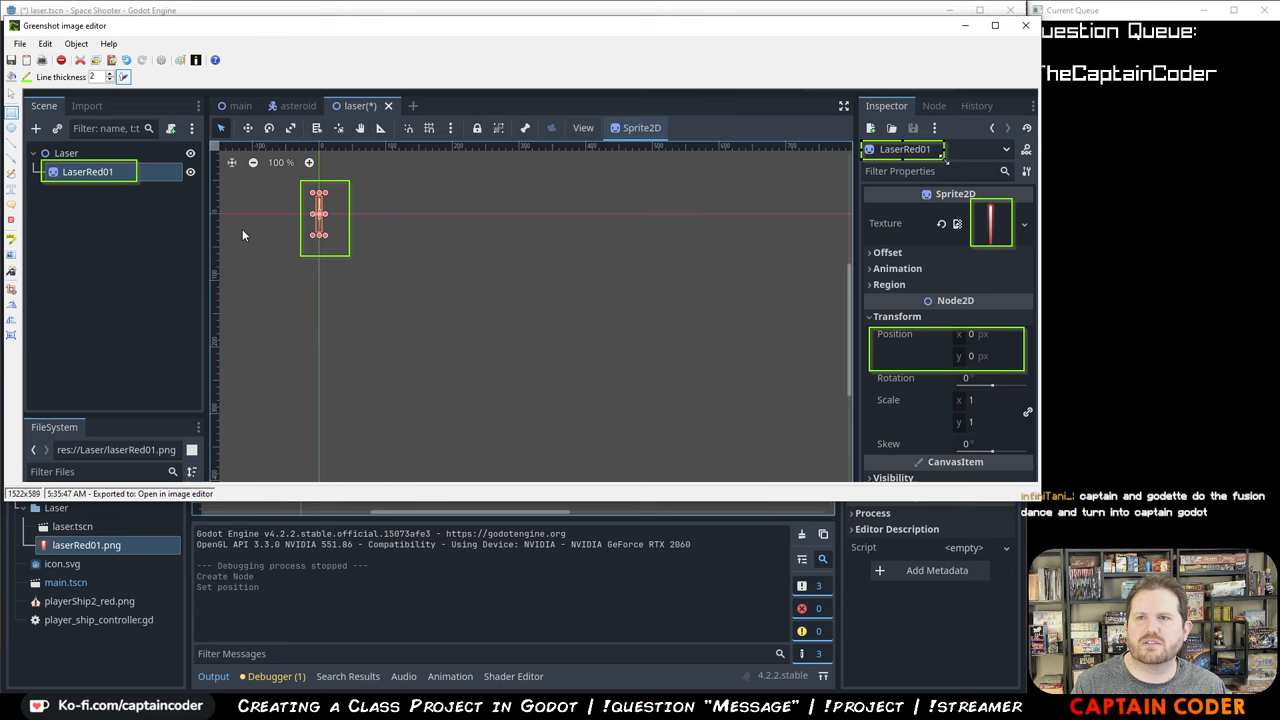 (*) laser.tscn - Space Shooter - Godot Engine
Current Queue
Greenshot image editor
uestion Queue:
File Edit Object Help
TheCaptainCoder
Line thickness 2
Scene Import
main asteroid laser(*)
Inspector Node History
Filter: name, t:t
View Sprite2D
Laser
LaserRed01
100 %
LaserRed01
Filter Properties
Sprite2D
Texture
Offset
Animation
Region
Node2D
Transform
Position x 0 px
y 0 px
Rotation 0 °
Scale x 1
y 1
Skew 0 °
CanvasItem
Visibility
FileSystem
res://Laser/laserRed01.png
Filter Files
1522x589 5:35:47 AM - Exported to: Open in image editor
infiniTani_: captain and godette do the fusion
dance and turn into captain godot
Laser
laser.tscn
laserRed01.png
icon.svg
main.tscn
playerShip2_red.png
player_ship_controller.gd
Godot Engine v4.2.2.stable.official.15073afe3 - https://godotengine.org
OpenGL API 3.3.0 NVIDIA 551.86 - Compatibility - Using Device: NVIDIA - NVIDIA GeForce RTX 2060
--- Debugging process stopped ---
Create Node
Set position
3
0
0
3
Filter Messages
Output Debugger (1) Search Results Audio Animation Shader Editor
4.2.2.stable
Process
Editor Description
Script <empty>
Add Metadata
Ko-fi.com/captaincoder
Creating a Class Projection Godot | !question "Message" | !project | !streamer
CAPTAIN CODER